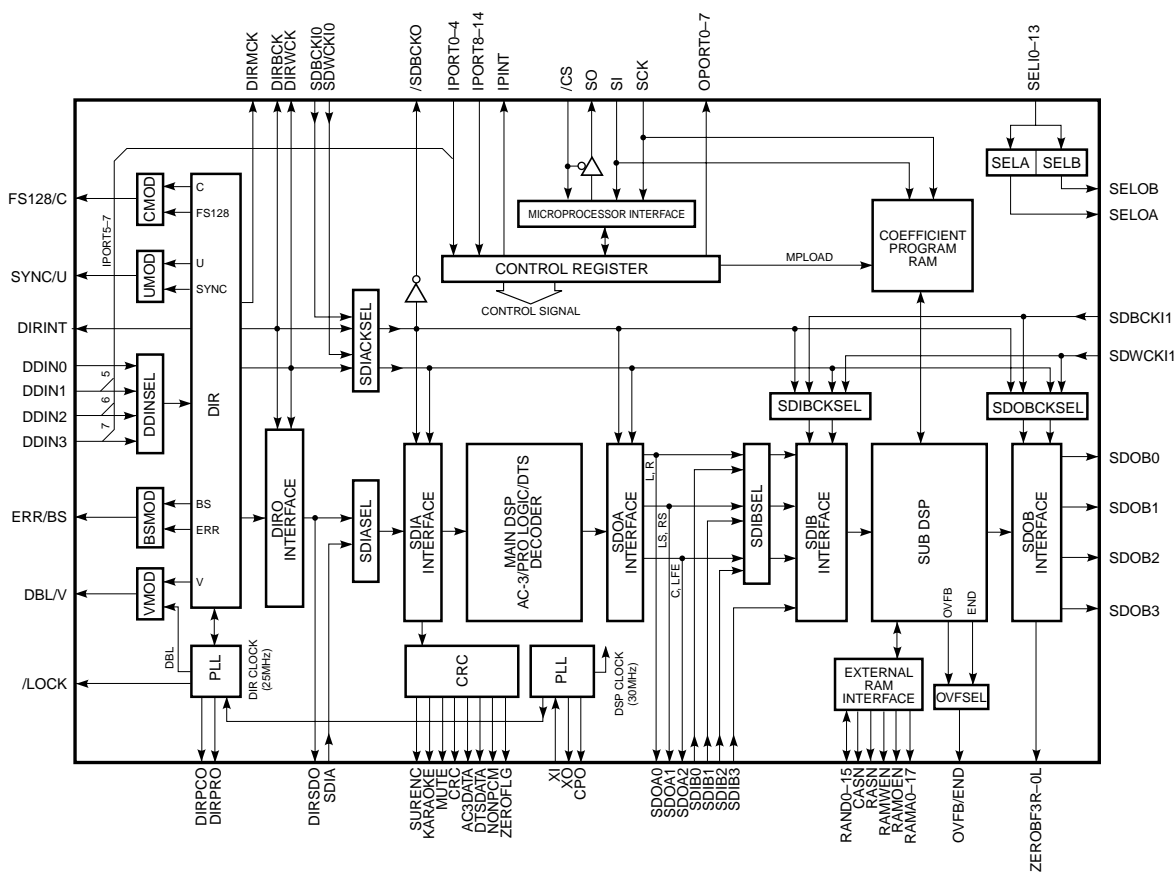 DIRMCK
DIRBCK
DIRWCK
SDBCKI0
SDWCKI0
/SDBCKO
IPORT0–4
IPORT8–14
IPINT
/CS
SO
SI
SCK
OPORT0–7
SELI0–13
SELA
SELB
SELOB
SELOA
FS128/C
CMOD
C
FS128
IPORT5–7
MICROPROCESSOR INTERFACE
COEFFICIENT
PROGRAM
RAM
SYNC/U
UMOD
U
SYNC
CONTROL REGISTER
MPLOAD
CONTROL SIGNAL
DIRINT
SDIACKSEL
SDBCKI1
SDWCKI1
DDIN0
DDIN1
DDIN2
DDIN3
5
6
7
DDINSEL
DIR
SDIBCKSEL
SDOBCKSEL
ERR/BS
BSMOD
BS
ERR
DIRO
INTERFACE
SDIASEL
SDIA
INTERFACE
MAIN DSP
AC-3/PRO LOGIC/DTS
DECODER
SDOA
INTERFACE
L, R
LS, RS
C, LFE
SDIBSEL
SDIB
INTERFACE
SUB DSP
OVFB
END
SDOB
INTERFACE
SDOB0
SDOB1
SDOB2
SDOB3
DBL/V
VMOD
V
DBL
/LOCK
PLL
DIR CLOCK
(25MHz)
CRC
PLL
DSP CLOCK
(30MHz)
EXTERNAL
RAM
INTERFACE
OVFSEL
DIRPCO
DIRPRO
DIRSDO
SDIA
SURENC
KARAOKE
MUTE
CRC
AC3DATA
DTSDATA
NONPCM
ZEROFLG
XI
XO
CPO
SDOA0
SDOA1
SDOA2
SDIB0
SDIB1
SDIB2
SDIB3
RAND0–15
CASN
RASN
RAMWEN
RAMOEN
RAMA0–17
OVFB/END
ZEROBF3R–0L